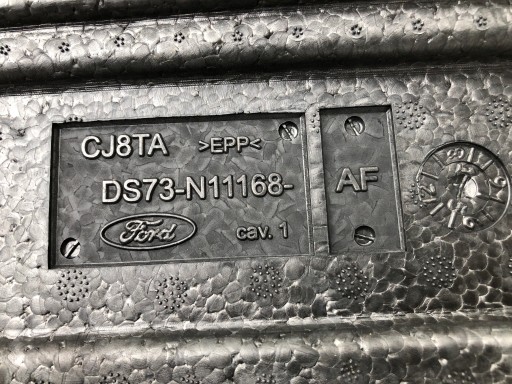 CJ8TA >EPP<
DS73-N11168- AF
Ford cav. 1